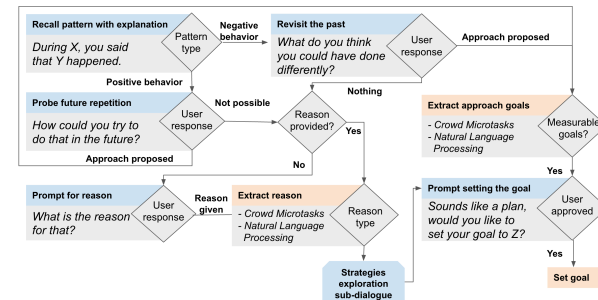 Recall pattern with explanation
During X, you said
that Y happened.
Pattern
type
Negative
behavior
Revisit the past
What do you think
you could have done
differently?
User
response
Approach proposed
Positive behavior
Nothing
Probe future repetition
How could you try to
do that in the future?
User
response
Not possible
Reason
provided?
Yes
Extract approach goals
- Crowd Microtasks
- Natural Language
Processing
Measurable
goals?
Approach proposed
No
Yes
Prompt for reason
What is the reason
for that?
User
response
Reason
given
Extract reason
- Crowd Microtasks
- Natural Language
Processing
Reason
type
Prompt setting the goal
Sounds like a plan,
would you like to
set your goal to Z?
User
approved
Yes
Strategies
exploration
sub-dialogue
Set goal